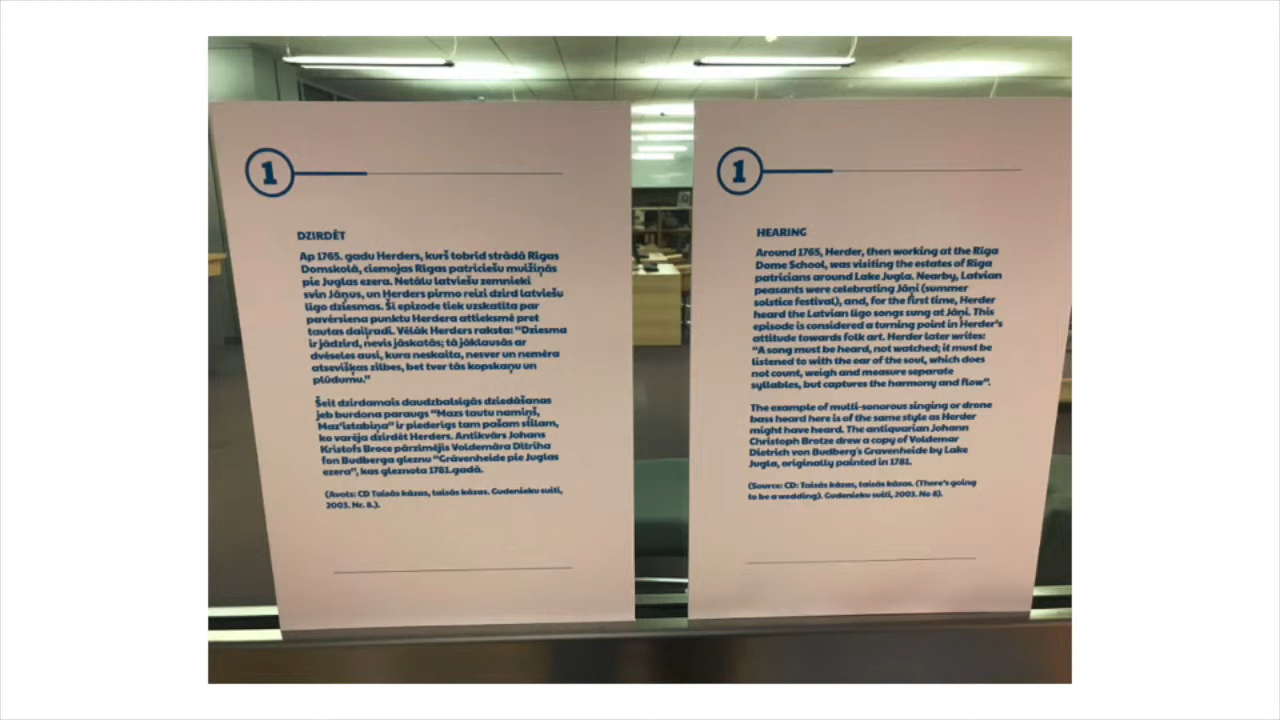 1
DZIRDĒT
Ap 1765. gadu Herders, kurš tobrīd strādā Rīgas
Domskolā, ciemojas Rīgas patriciešu muižiņās
pie Juglas ezera. Netālu latviešu zemnieki
svin Jāņus, un Herders pirmo reizi dzird latviešu
līgo dziesmas. Šī epizode tiek uzskatīta par
pavērsiena punktu Herdera attieksmē pret
tautas daiļradi. Vēlāk Herders raksta: “Dziesma
ir jādzird, nevis jāskatās; tā jāklausās ar
dvēseles ausi, kura neskaita, nesver un nemēra
atsevišķas zilbes, bet tver tās kopskaņu un
plūdumu.”
Šeit dzirdamais daudzbalsīgās dziedāšanas
jeb burdona paraugs “Mazs tautu namiņš,
Maz'istabiņa” ir piederīgs tam pašam stilam,
ko varēja dzirdēt Herders. Antikvārs Johans
Kristofs Broce pārzīmējis Voldemāra Dītriha
fon Budberga gleznu “Grāvenheide pie Juglas
ezera”, kas gleznota 1781.gadā.
(Avots: CD Taisās kāzas, taisās kāzas. Gudenieku suiti,
2003. Nr. 8.).
1
HEARING
Around 1765, Herder, then working at the Riga
Dome School, was visiting the estates of Riga
patricians around Lake Jugla. Nearby, Latvian
peasants were celebrating Jāņi (summer
solstice festival), and, for the first time, Herder
heard the Latvian līgo songs sung at Jāņi. This
episode is considered a turning point in Herder's
attitude towards folk art. Herder later writes:
“A song must be heard, not watched; it must be
listened to with the ear of the soul, which does
not count, weigh and measure separate
syllables, but captures the harmony and flow”.
The example of multi-sonorous singing or drone
bass heard here is of the same style as Herder
might have heard. The antiquarian Johann
Christoph Brotze drew a copy of Voldemar
Dietrich von Budberg's Gravenheide by Lake
Jugla, originally painted in 1781.
(Source: CD: Taisās kāzas, taisās kāzas. (There's going
to be a wedding). Gudenieku suiti, 2003. No 8).